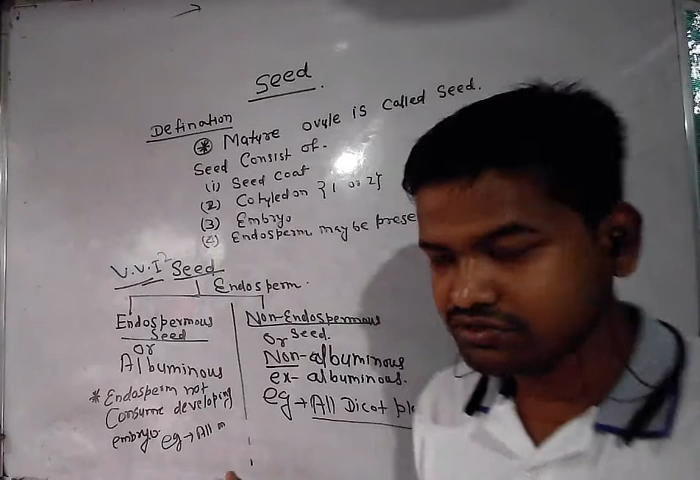 Seed.
Defination
* Mature ovule is called Seed.
Seed Consist of.
(i) Seed coat
(2) Cotyledon {1 or 2}
(3) Embryo
(4) Endosperm may be prese
V.V.I² Seed
Endosperm.
Endospermous
Seed
or
Albuminous
* Endosperm not
Consume developing
embryo. eg → All m
Non-Endospermous
or Seed.
Non-albuminous
ex-albuminous.
eg → All Dicot pl